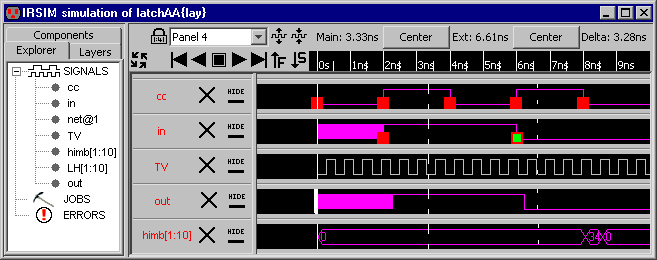 IRSIM simulation of latchAA{lay}
Components
Explorer
Layers
SIGNALS
cc
in
net@1
TV
himb[1:10]
LH[1:10]
out
JOBS
ERRORS
Panel 4
Main: 3.33ns
Center
Ext: 6.61ns
Center
Delta: 3.28ns
0s 1ns 2ns 3ns 4ns 5ns 6ns 7ns 8ns 9ns
cc HIDE
in HIDE
TV HIDE
out HIDE
himb[1:10] HIDE
0 34 0